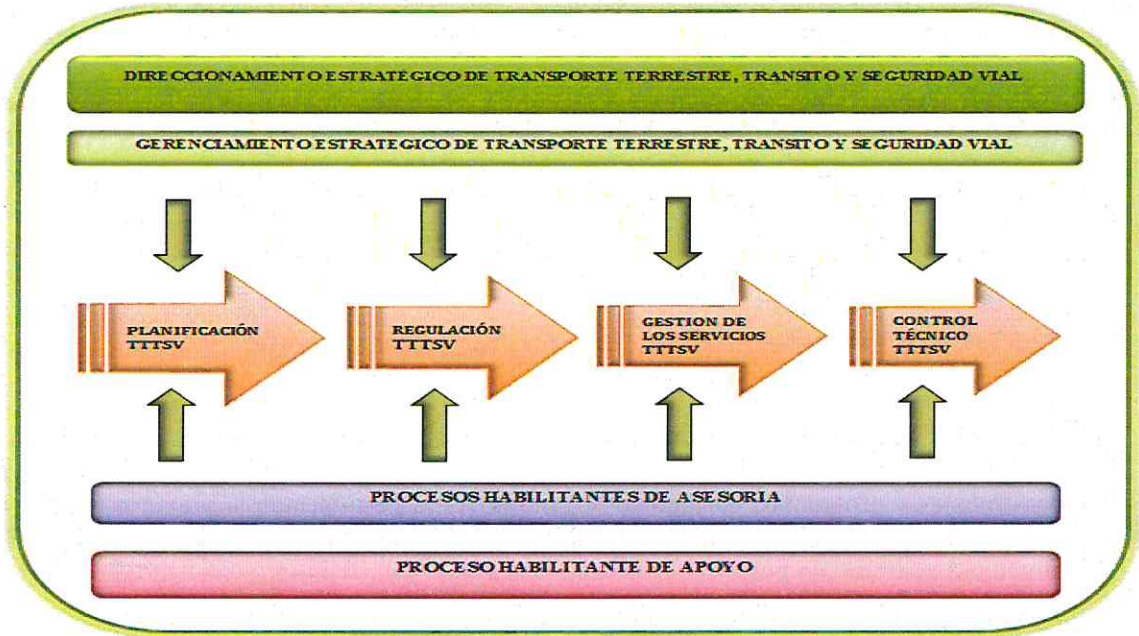 DIRECCIONAMIENTO ESTRATÉGICO DE TRANSPORTE TERRESTRE, TRANSITO Y SEGURIDAD VIAL
GERENCIAMIENTO ESTRATEGICO DE TRANSPORTE TERRESTRE, TRANSITO Y SEGURIDAD VIAL
PLANIFICACIÓN
TTTSV
REGULACIÓN
TTTSV
GESTION DE
LOS SERVICIOS
TTTSV
CONTROL
TÉCNICO
TTTSV
PROCESOS HABILITANTES DE ASESORIA
PROCESO HABILITANTE DE APOYO